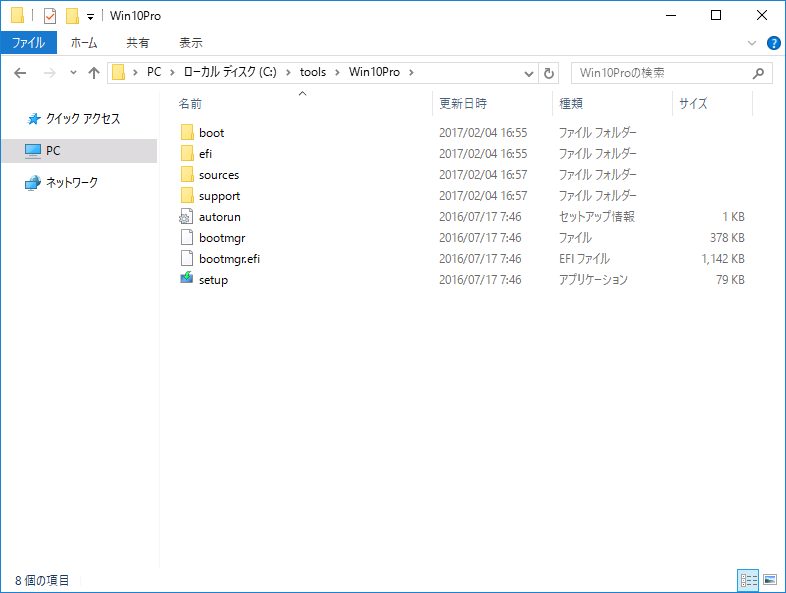 Win10Pro
ファイル ホーム 共有 表示
PC ローカル ディスク (C:) tools Win10Pro Win10Proの検索
名前 更新日時 種類 サイズ
クイック アクセス
PC
ネットワーク
boot 2017/02/04 16:55 ファイル フォルダー
efi 2017/02/04 16:55 ファイル フォルダー
sources 2017/02/04 16:57 ファイル フォルダー
support 2017/02/04 16:57 ファイル フォルダー
autorun 2016/07/17 7:46 セットアップ情報 1 KB
bootmgr 2016/07/17 7:46 ファイル 378 KB
bootmgr.efi 2016/07/17 7:46 EFI ファイル 1,142 KB
setup 2016/07/17 7:46 アプリケーション 79 KB
8 個の項目